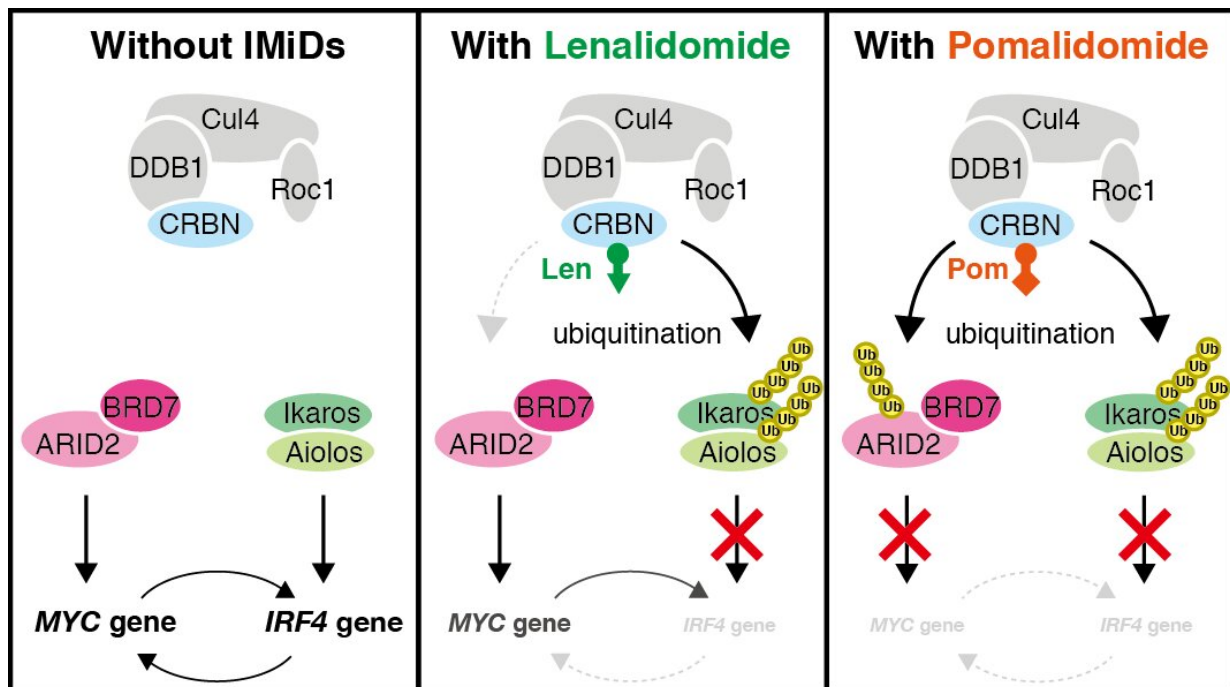 Without IMiDs
Cul4
DDB1
Roc1
CRBN
BRD7
ARID2
Ikaros
Aiolos
MYC gene
IRF4 gene
With Lenalidomide
Cul4
DDB1
Roc1
CRBN
Len
ubiquitination
Ub
Ub
Ub
Ub
Ub
Ub
Ub
BRD7
ARID2
Ikaros
Aiolos
MYC gene
IRF4 gene
With Pomalidomide
Cul4
DDB1
Roc1
CRBN
Pom
ubiquitination
Ub
Ub
Ub
Ub
Ub
Ub
Ub
Ub
Ub
Ub
Ub
BRD7
ARID2
Ikaros
Aiolos
MYC gene
IRF4 gene